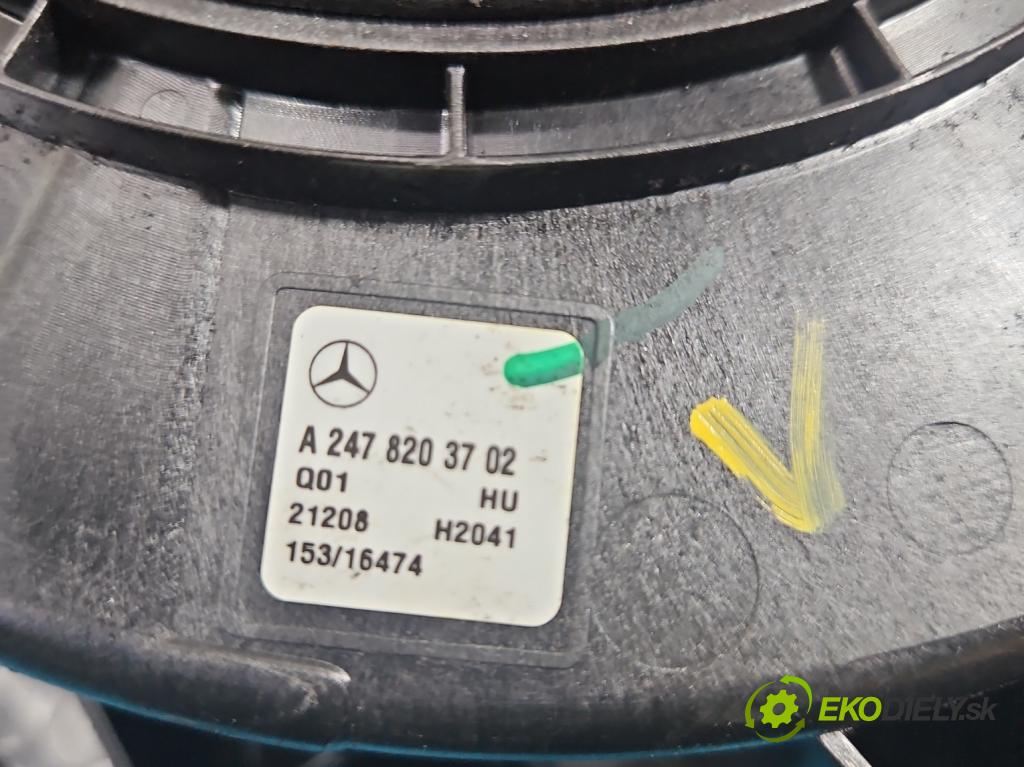 A 247 820 37 02
Q01 HU
21208 H2041
153/16474
EKODIELY.sk